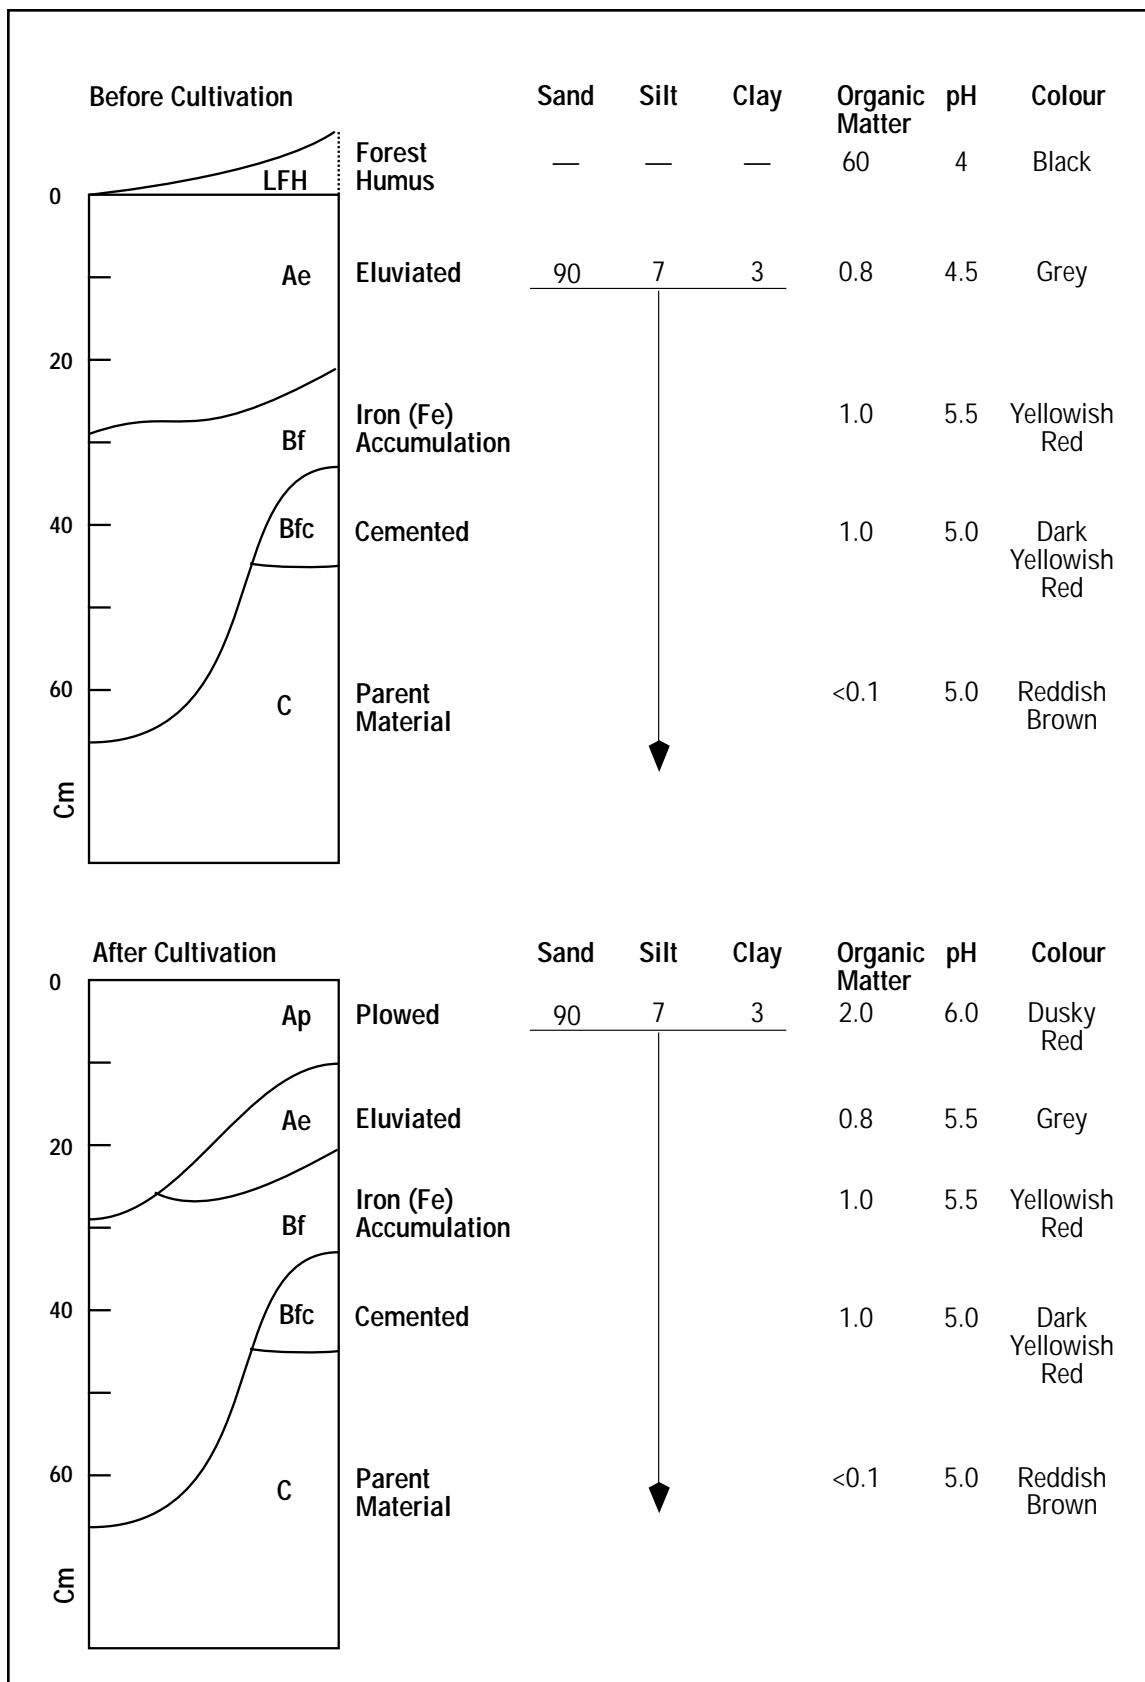 Before Cultivation Sand Silt Clay Organic Matter pH Colour
LFH Forest Humus — — — 60 4 Black
0
Ae Eluviated 90 7 3 0.8 4.5 Grey
20
Bf Iron (Fe) Accumulation 1.0 5.5 Yellowish Red
40 Bfc Cemented 1.0 5.0 Dark Yellowish Red
60 C Parent Material <0.1 5.0 Reddish Brown
Cm
After Cultivation Sand Silt Clay Organic Matter pH Colour
0
Ap Plowed 90 7 3 2.0 6.0 Dusky Red
Ae Eluviated 0.8 5.5 Grey
20
Bf Iron (Fe) Accumulation 1.0 5.5 Yellowish Red
40 Bfc Cemented 1.0 5.0 Dark Yellowish Red
60 C Parent Material <0.1 5.0 Reddish Brown
Cm